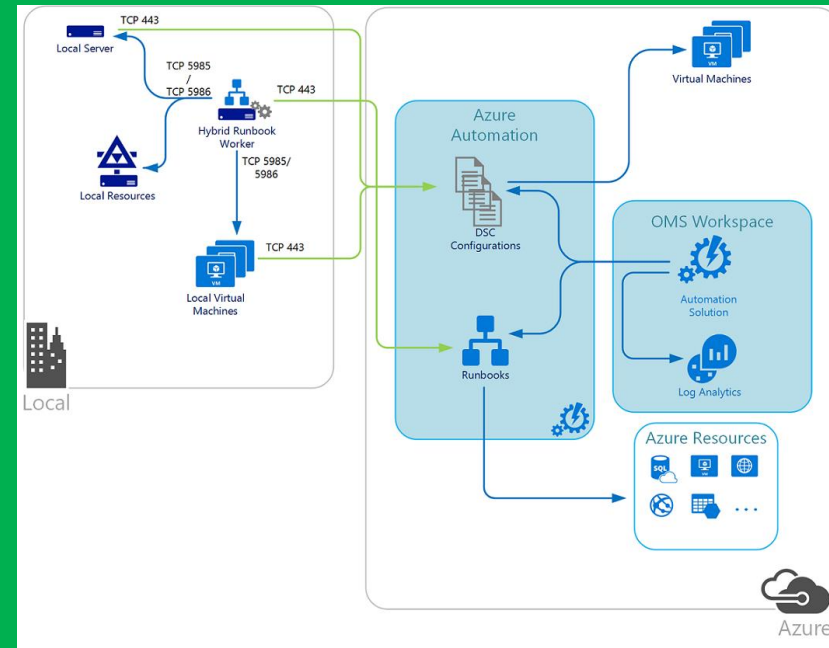 TCP 443
Local Server
TCP 5985
/
TCP 5986
TCP 443
Hybrid Runbook
Worker
TCP 5985/
5986
Local Resources
TCP 443
Local Virtual
Machines
Local
VM
Virtual Machines
Azure
Automation
DSC
Configurations
Runbooks
OMS Workspace
Automation
Solution
Log Analytics
Azure Resources
SQL
VM
...
Azure
VM